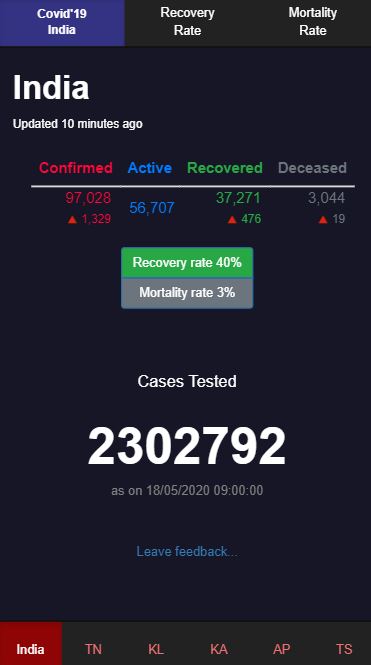 Covid'19 India
Recovery Rate
Mortality Rate
India
Updated 10 minutes ago
Confirmed Active Recovered Deceased
97,028 56,707 37,271 3,044
▲ 1,329 ▲ 476 ▲ 19
Recovery rate 40%
Mortality rate 3%
Cases Tested
2302792
as on 18/05/2020 09:00:00
Leave feedback...
India TN KL KA AP TS